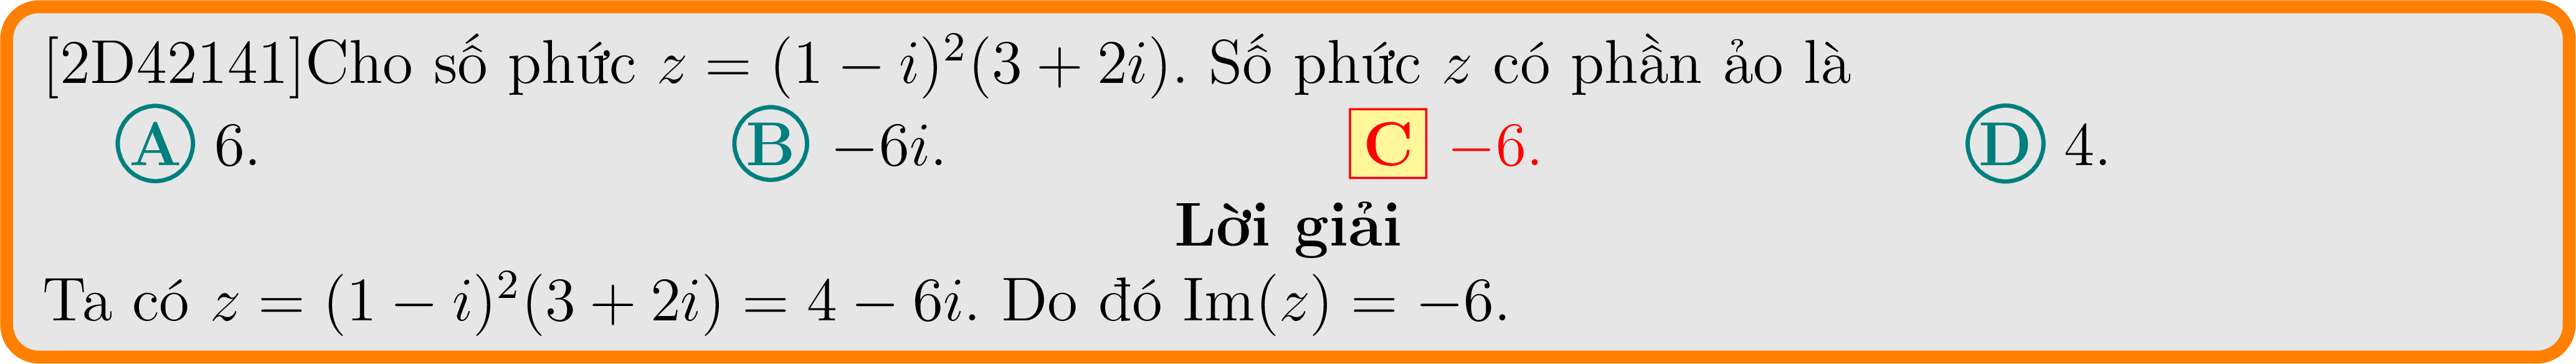 [2D42141]Cho số phức z = (1 − i)²(3 + 2i). Số phức z có phần ảo là
A 6. B −6i. C −6. D 4.
Lời giải
Ta có z = (1 − i)²(3 + 2i) = 4 − 6i. Do đó Im(z) = −6.